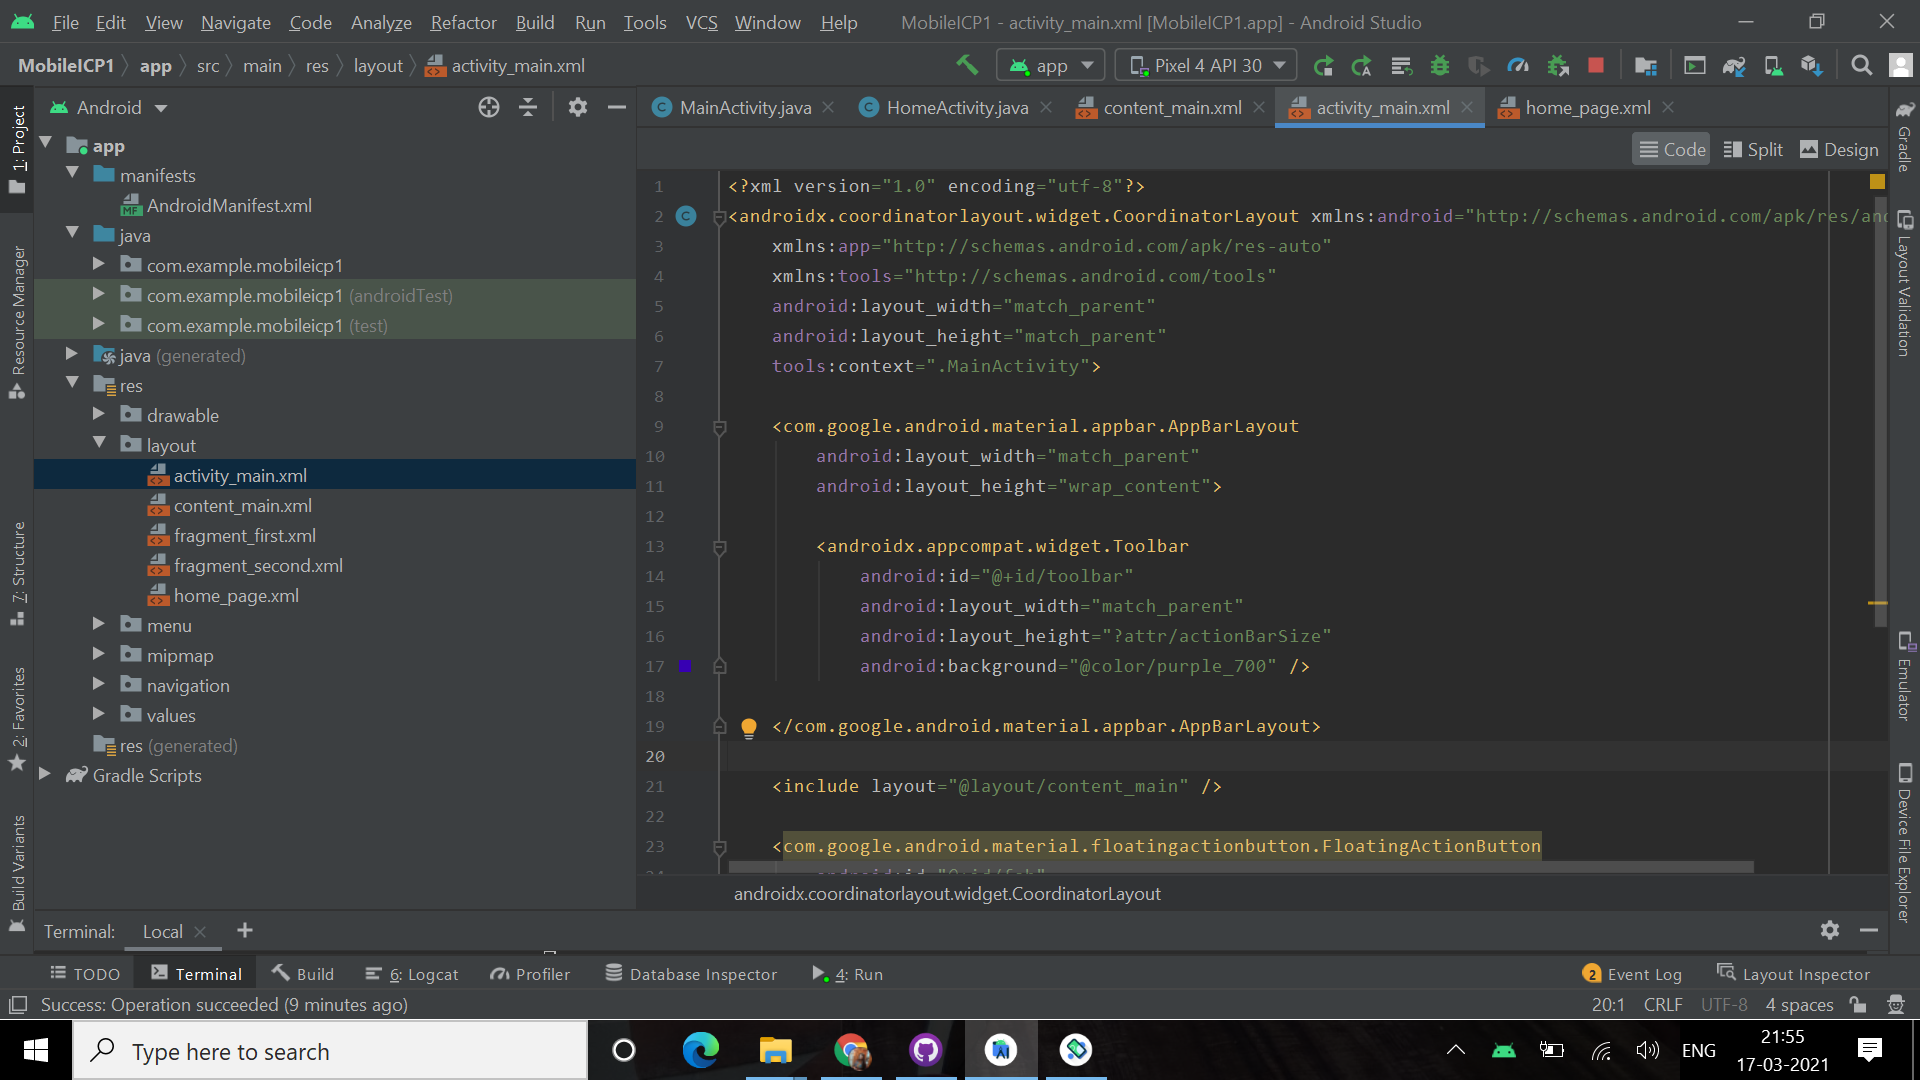 File Edit View Navigate Code Analyze Refactor Build Run Tools VCS Window Help MobileICP1 - activity_main.xml [MobileICP1.app] - Android Studio
MobileICP1 app src main res layout activity_main.xml app Pixel 4 API 30
Android
MainActivity.java HomeActivity.java content_main.xml activity_main.xml home_page.xml
Code Split Design
1: Project
Resource Manager
7: Structure
2: Favorites
Build Variants
app
manifests
MF AndroidManifest.xml
java
com.example.mobileicp1
com.example.mobileicp1 (androidTest)
com.example.mobileicp1 (test)
java (generated)
res
drawable
layout
activity_main.xml
content_main.xml
fragment_first.xml
fragment_second.xml
home_page.xml
menu
mipmap
navigation
values
res (generated)
Gradle Scripts
1 <?xml version="1.0" encoding="utf-8"?>
2 C <androidx.coordinatorlayout.widget.CoordinatorLayout xmlns:android="http://schemas.android.com/apk/res/and
3 xmlns:app="http://schemas.android.com/apk/res-auto"
4 xmlns:tools="http://schemas.android.com/tools"
5 android:layout_width="match_parent"
6 android:layout_height="match_parent"
7 tools:context=".MainActivity">
8
9 <com.google.android.material.appbar.AppBarLayout
10 android:layout_width="match_parent"
11 android:layout_height="wrap_content">
12
13 <androidx.appcompat.widget.Toolbar
14 android:id="@+id/toolbar"
15 android:layout_width="match_parent"
16 android:layout_height="?attr/actionBarSize"
17 android:background="@color/purple_700" />
18
19 </com.google.android.material.appbar.AppBarLayout>
20
21 <include layout="@layout/content_main" />
22
23 <com.google.android.material.floatingactionbutton.FloatingActionButton
androidx.coordinatorlayout.widget.CoordinatorLayout
Gradle
Layout Validation
Emulator
Device File Explorer
Terminal: Local
TODO Terminal Build 6: Logcat Profiler Database Inspector 4: Run 2 Event Log Layout Inspector
Success: Operation succeeded (9 minutes ago) 20:1 CRLF UTF-8 4 spaces
Type here to search
ENG
21:55
17-03-2021